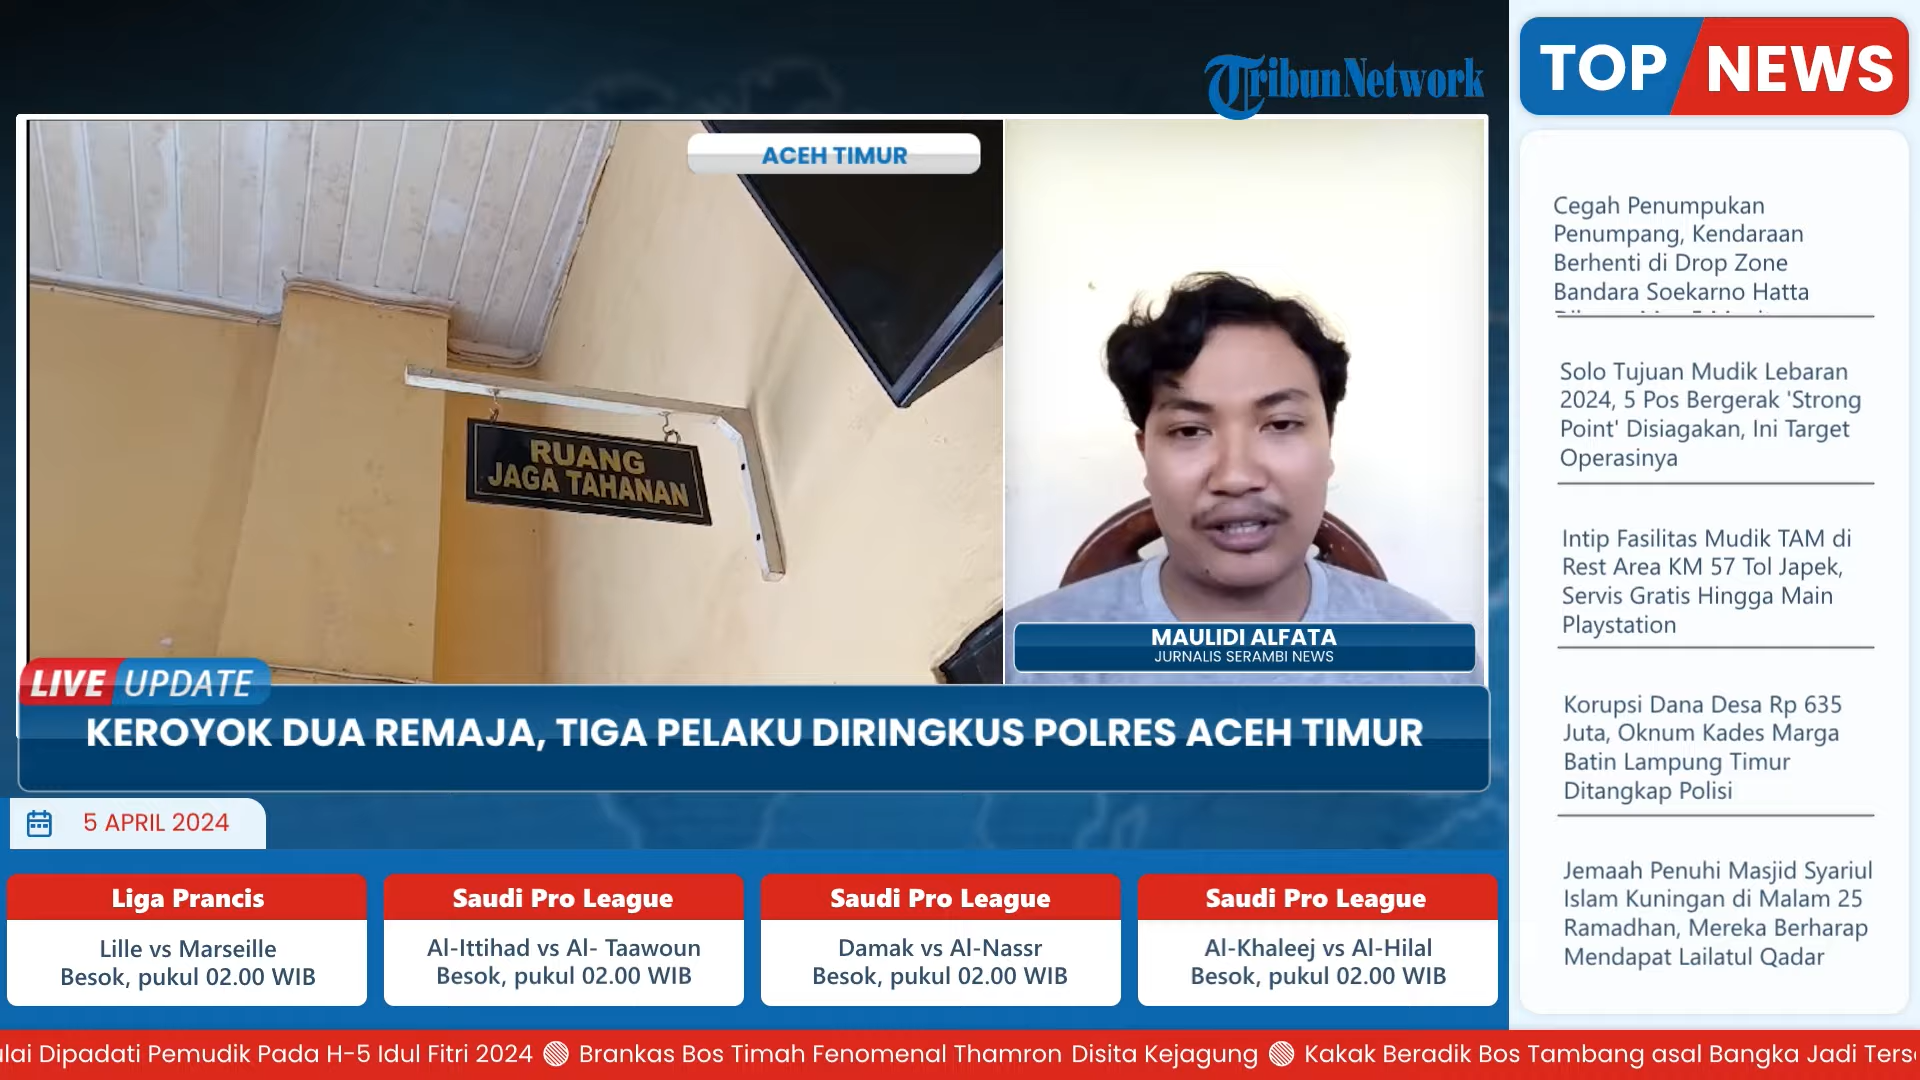 TribunNetwork
ACEH TIMUR
RUANG
JAGA TAHANAN
MAULIDI ALFATA
JURNALIS SERAMBI NEWS
LIVE UPDATE
KEROYOK DUA REMAJA, TIGA PELAKU DIRINGKUS POLRES ACEH TIMUR
5 APRIL 2024
Liga Prancis
Lille vs Marseille
Besok, pukul 02.00 WIB
Saudi Pro League
Al-Ittihad vs Al- Taawoun
Besok, pukul 02.00 WIB
Saudi Pro League
Damak vs Al-Nassr
Besok, pukul 02.00 WIB
Saudi Pro League
Al-Khaleej vs Al-Hilal
Besok, pukul 02.00 WIB
TOP NEWS
Cegah Penumpukan
Penumpang, Kendaraan
Berhenti di Drop Zone
Bandara Soekarno Hatta
Solo Tujuan Mudik Lebaran
2024, 5 Pos Bergerak 'Strong
Point' Disiagakan, Ini Target
Operasinya
Intip Fasilitas Mudik TAM di
Rest Area KM 57 Tol Japek,
Servis Gratis Hingga Main
Playstation
Korupsi Dana Desa Rp 635
Juta, Oknum Kades Marga
Batin Lampung Timur
Ditangkap Polisi
Jemaah Penuhi Masjid Syariul
Islam Kuningan di Malam 25
Ramadhan, Mereka Berharap
Mendapat Lailatul Qadar
ulai Dipadati Pemudik Pada H-5 Idul Fitri 2024 Brankas Bos Timah Fenomenal Thamron Disita Kejagung Kakak Beradik Bos Tambang asal Bangka Jadi Ters